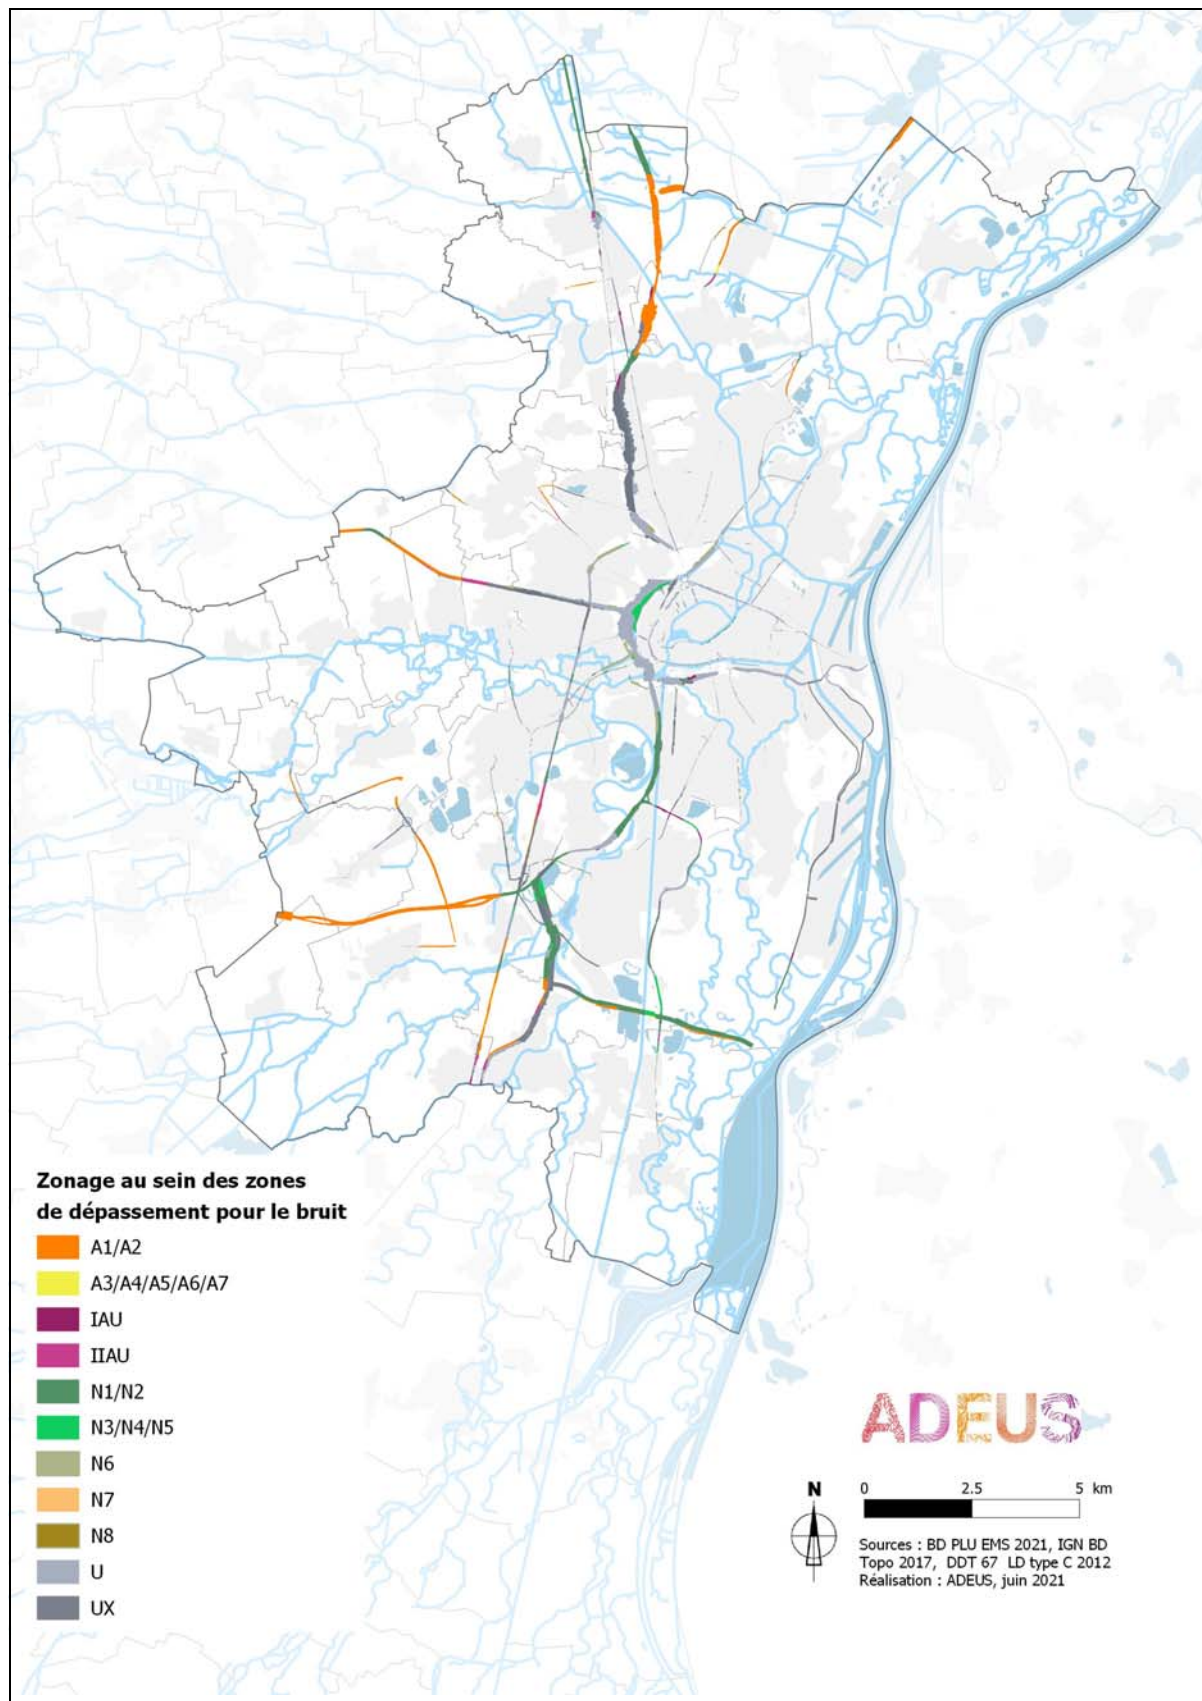 Zonage au sein des zones
de dépassement pour le bruit
A1/A2
A3/A4/A5/A6/A7
IAU
IIAU
N1/N2
N3/N4/N5
N6
N7
N8
U
UX
ADEUS
N
0 2.5 5 km
Sources : BD PLU EMS 2021, IGN BD
Topo 2017, DDT 67 LD type C 2012
Réalisation : ADEUS, juin 2021